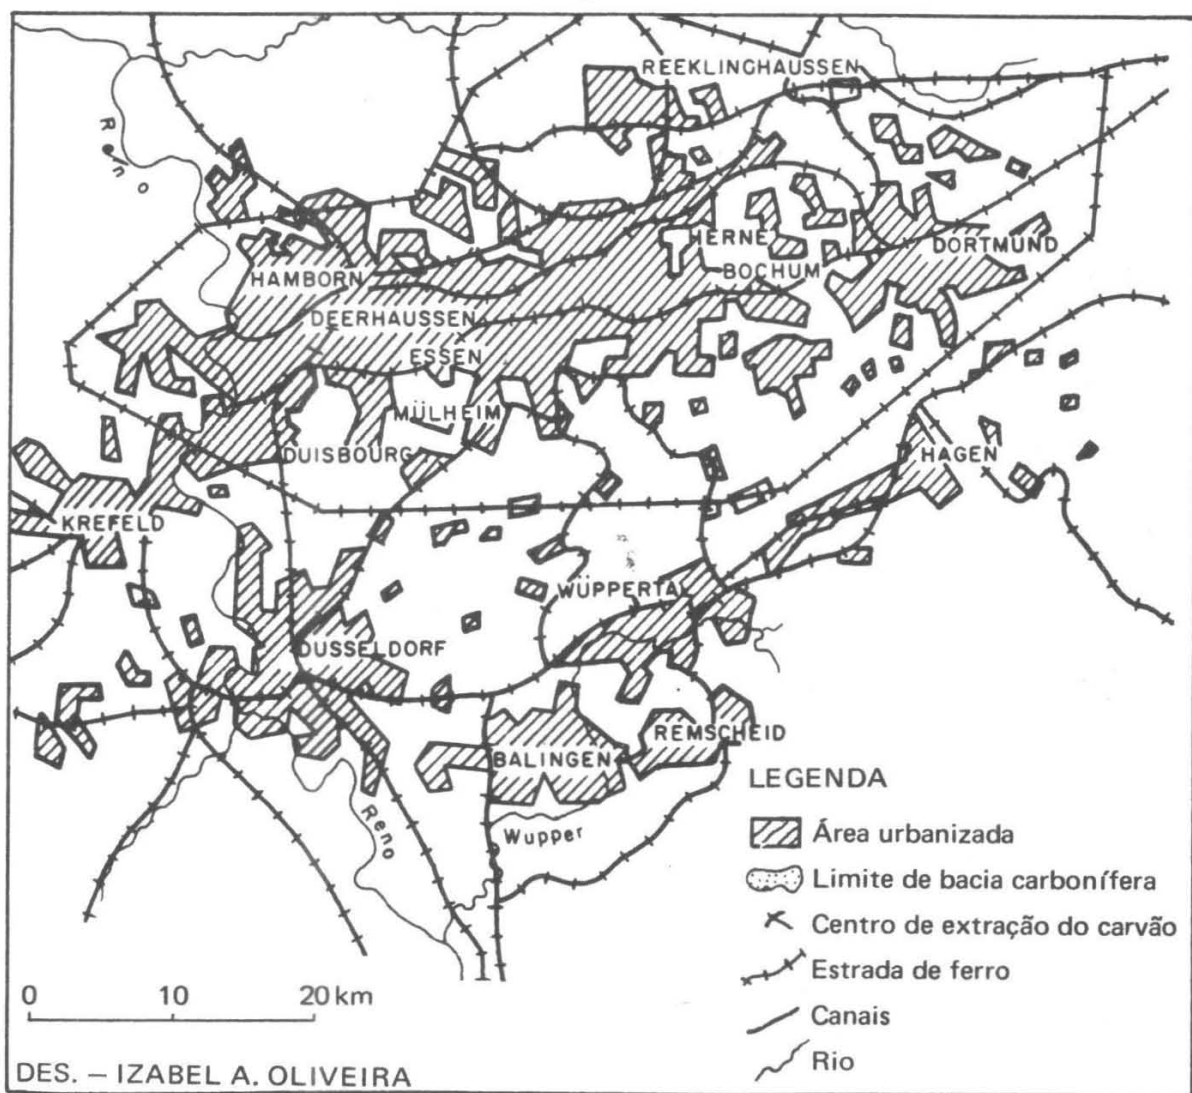 REEKLINGHAUSSEN
Reno
HERNE
DORTMUND
HAMBORN
BOCHUM
DEERHAUSSEN
ESSEN
MÜLHEIM
DUISBOURG
HAGEN
KREFELD
WÜPPERTA
DUSSELDORF
REMSCHEID
BALINGEN
Reno
Wupper
LEGENDA
Área urbanizada
Limite de bacia carbonífera
Centro de extração do carvão
Estrada de ferro
Canais
Rio
0 10 20 km
DES. – IZABEL A. OLIVEIRA